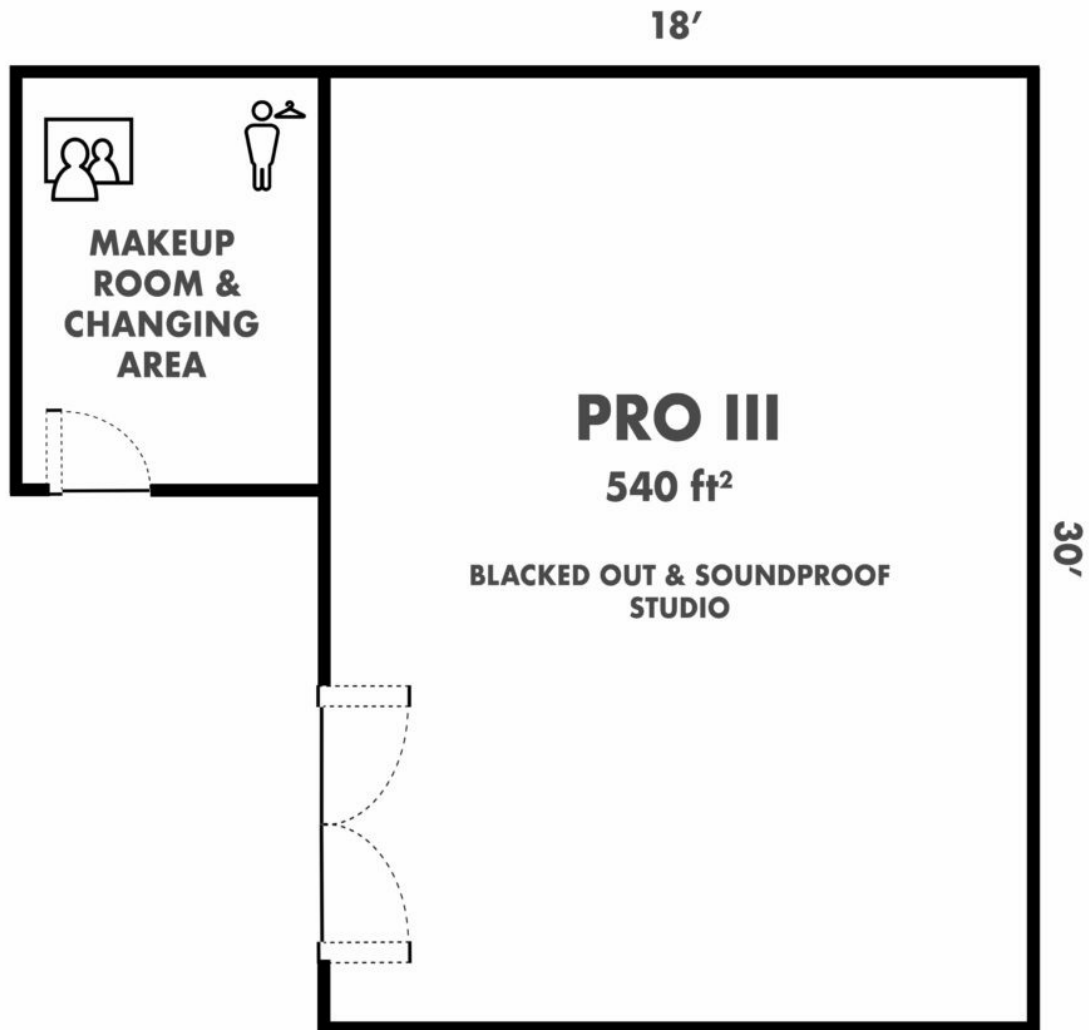 18′
MAKEUP
ROOM &
CHANGING
AREA
PRO III
540 ft²
30′
BLACKED OUT & SOUNDPROOF
STUDIO